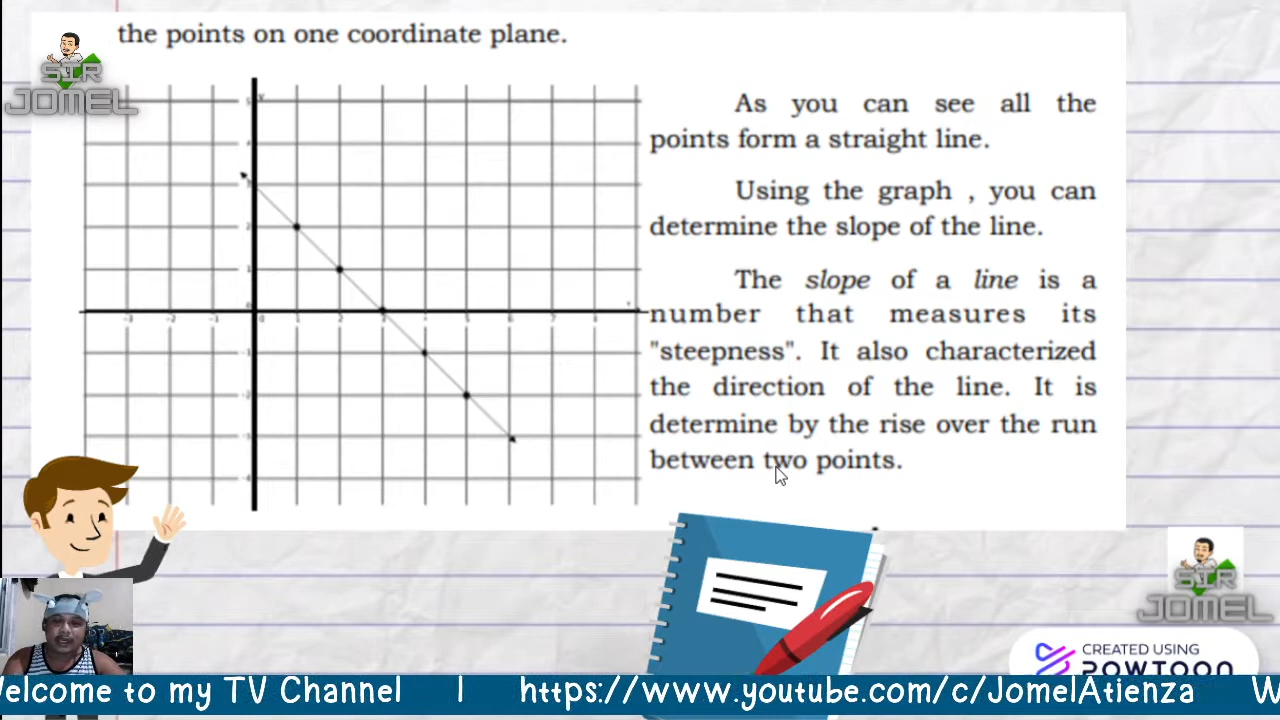 the points on one coordinate plane.
SIR
JOMEL
As you can see all the
points form a straight line.
Using the graph , you can
determine the slope of the line.
The slope of a line is a
number that measures its
"steepness". It also characterized
the direction of the line. It is
determine by the rise over the run
between two points.
SIR
JOMEL
CREATED USING
POWTOON
elcome to my TV Channel | https://www.youtube.com/c/JomelAtienza W